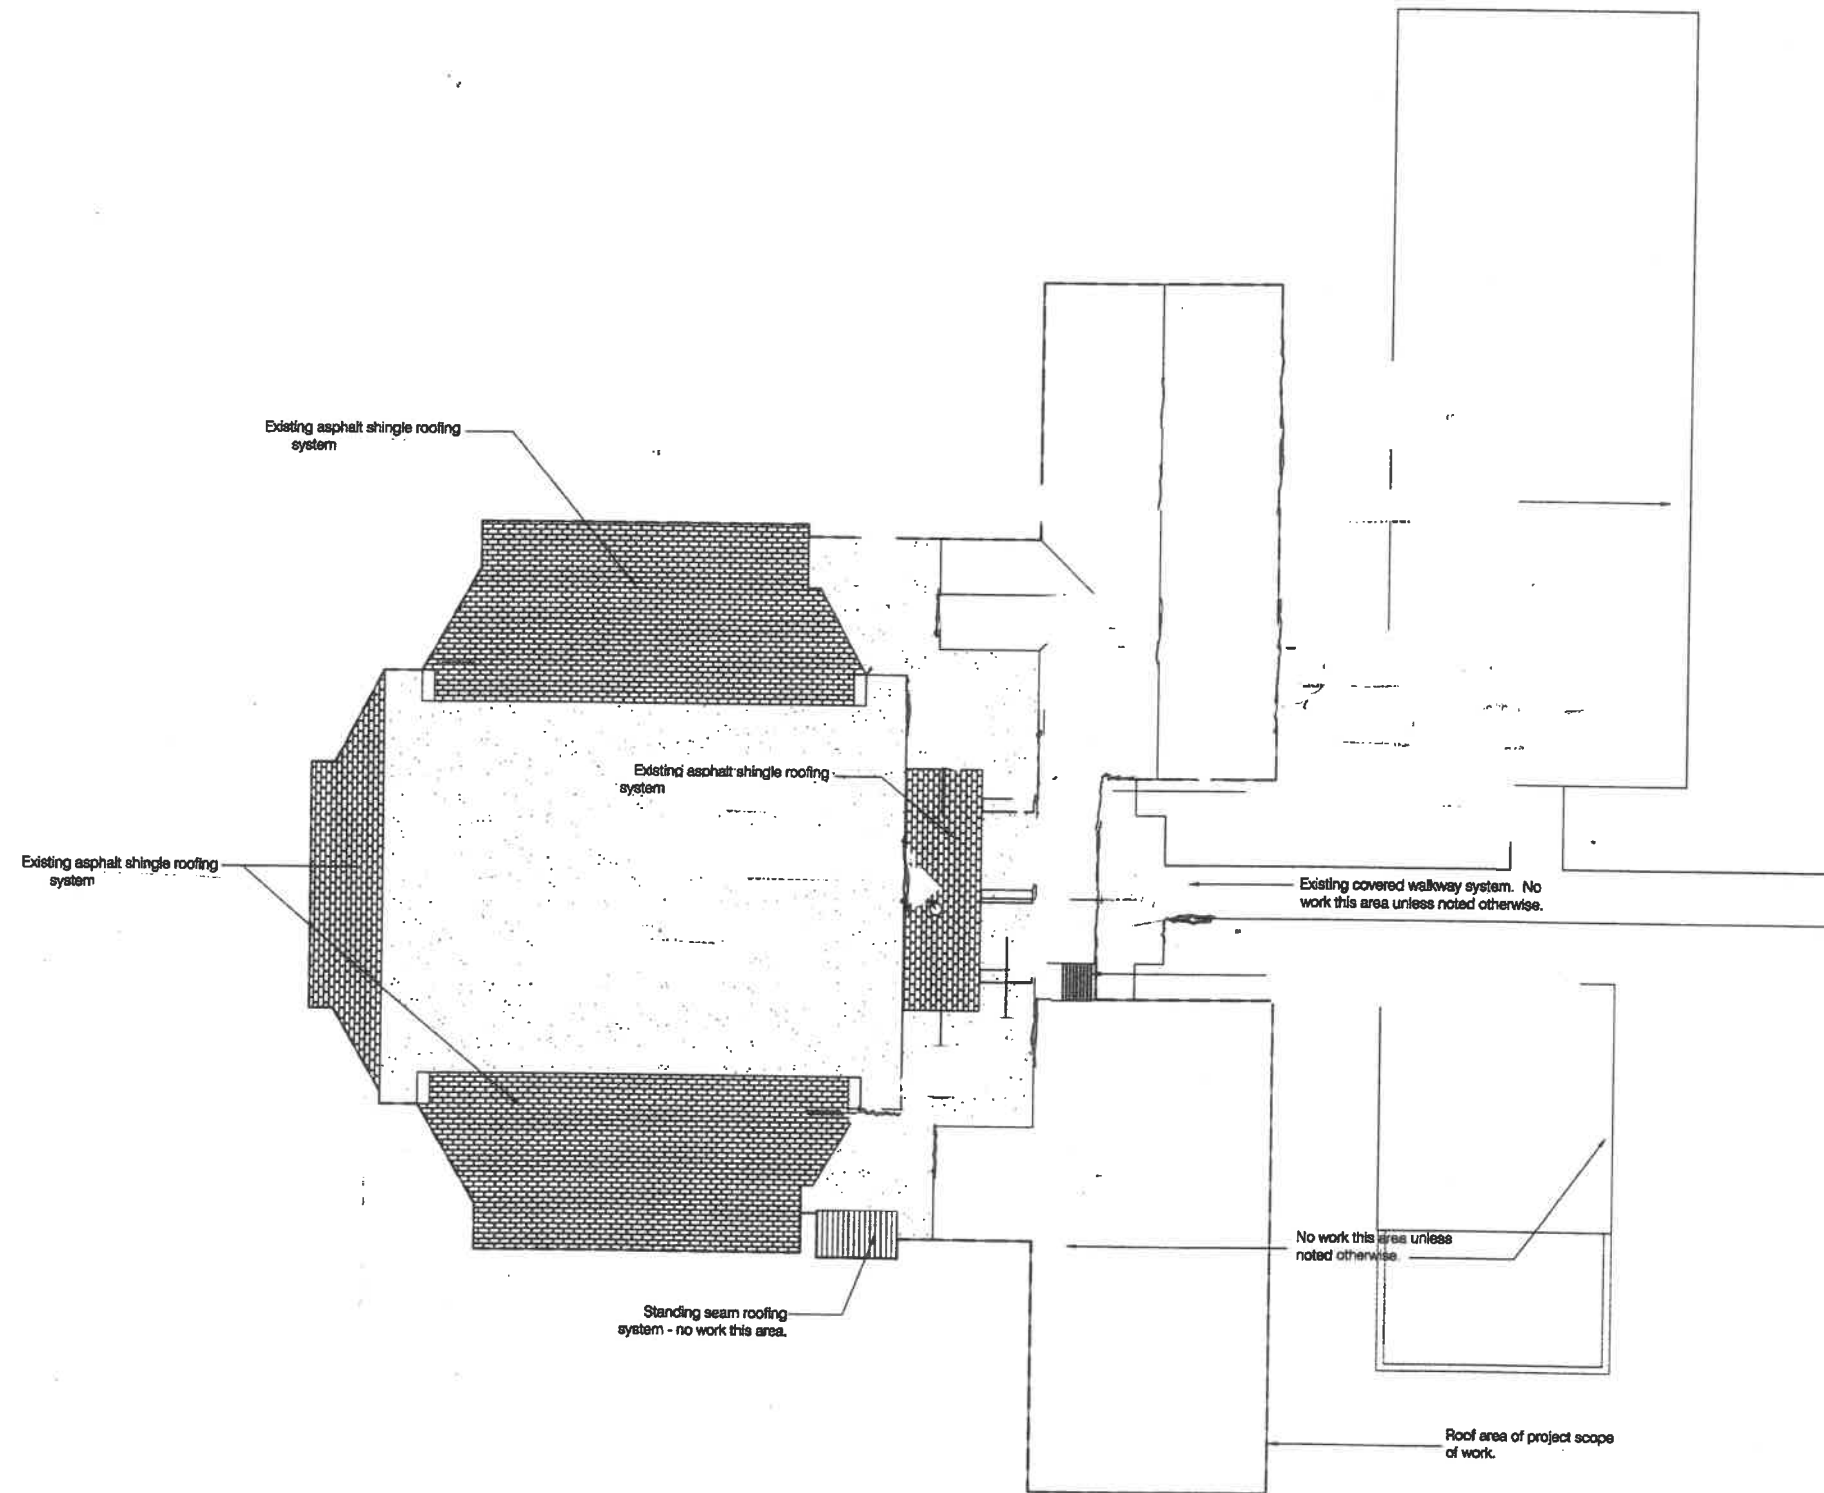 Existing asphalt shingle roofing
system
Existing asphalt shingle roofing
system
Existing asphalt shingle roofing
system
Existing covered walkway system. No
work this area unless noted otherwise.
No work this area unless
noted otherwise.
Standing seam roofing
system - no work this area.
Roof area of project scope
of work.